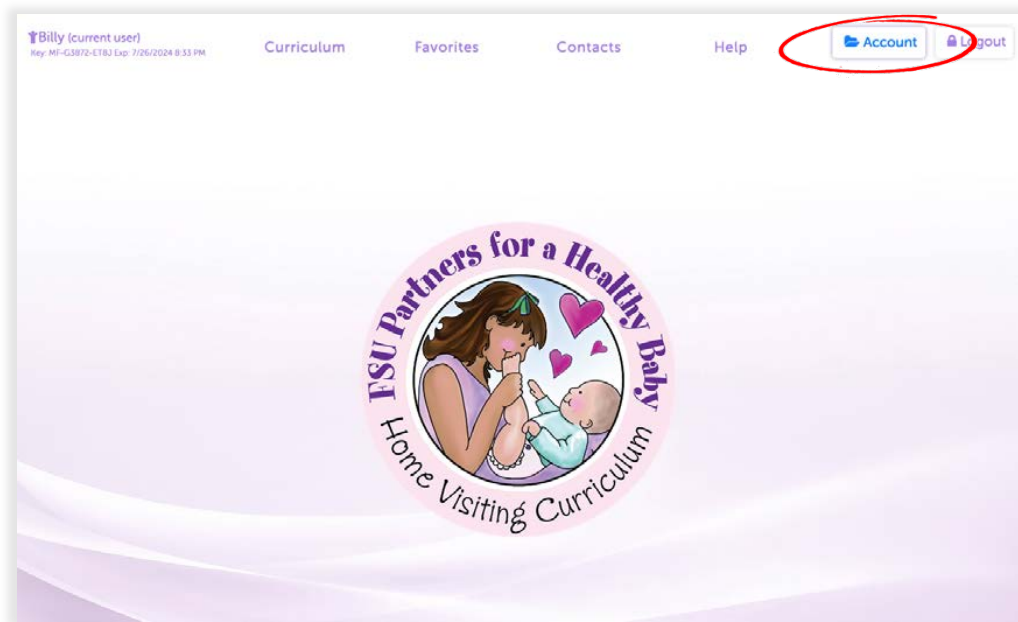 Billy (current user)
Key: MF-G3872-ET8J Exp: 7/26/2024 8:33 PM
Curriculum
Favorites
Contacts
Help
Account
Logout
FSU Partners for a Healthy Baby
Home Visiting Curriculum